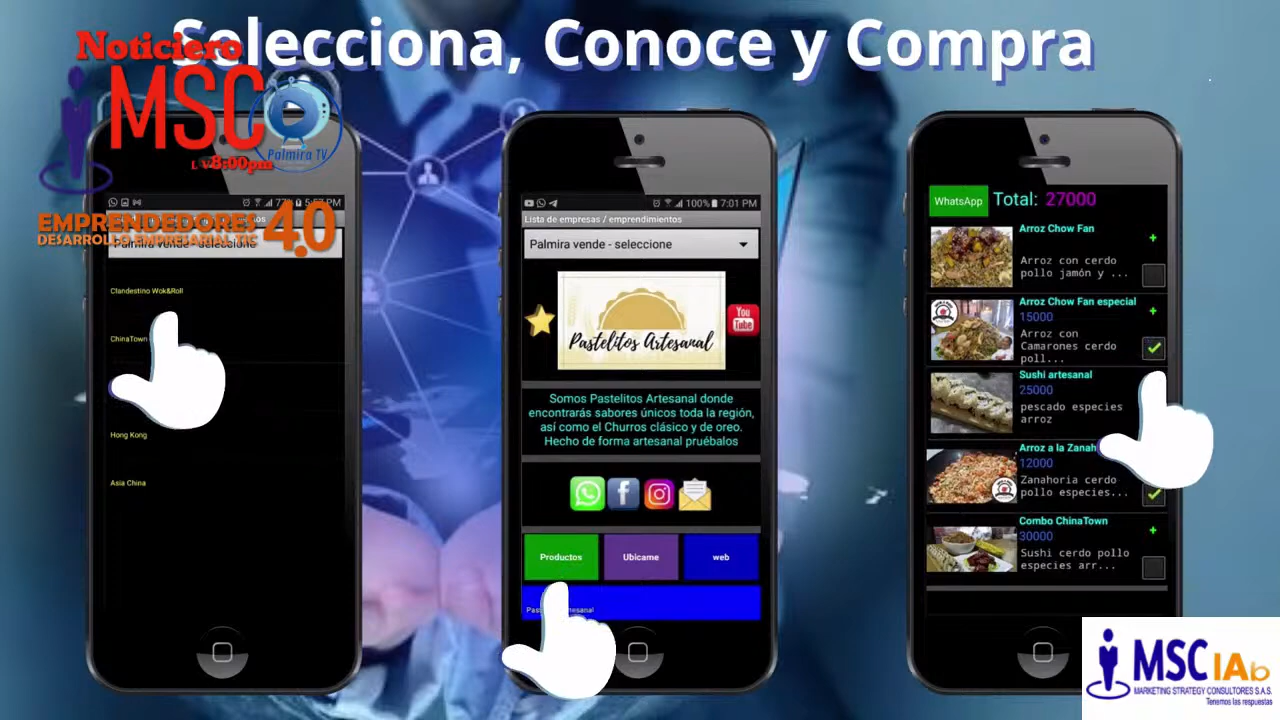 Selecciona, Conoce y Compra
Noticiero
MSC
Palmira TV
L V 8:00pm
EMPRENDEDORES 4.0
DESARROLLO EMPRESARIAL TIC
Palmira vende - seleccione
Clandestino Wok&Roll
ChinaTown
Hong Kong
Asia China
100% 7:01 PM
Lista de empresas / emprendimientos
Palmira vende - seleccione
Pastelitos Artesanal
You
Tube
Somos Pastelitos Artesanal donde
encontrarás sabores únicos toda la región,
así como el Churros clásico y de oreo.
Hecho de forma artesanal pruébalos
Productos
Ubicame
web
WhatsApp
Total: 27000
Arroz Chow Fan
Arroz con cerdo
pollo jamón y ...
Arroz Chow Fan especial
15000
Arroz con
Camarones cerdo
poll...
Sushi artesanal
25000
pescado especies
arroz
Arroz a la Zanah
12000
Zanahoria cerdo
pollo especies...
Combo ChinaTown
30000
Sushi cerdo pollo
especies arr...
MSC IAb
MARKETING STRATEGY CONSULTORES S.A.S.
Tenemos las respuestas